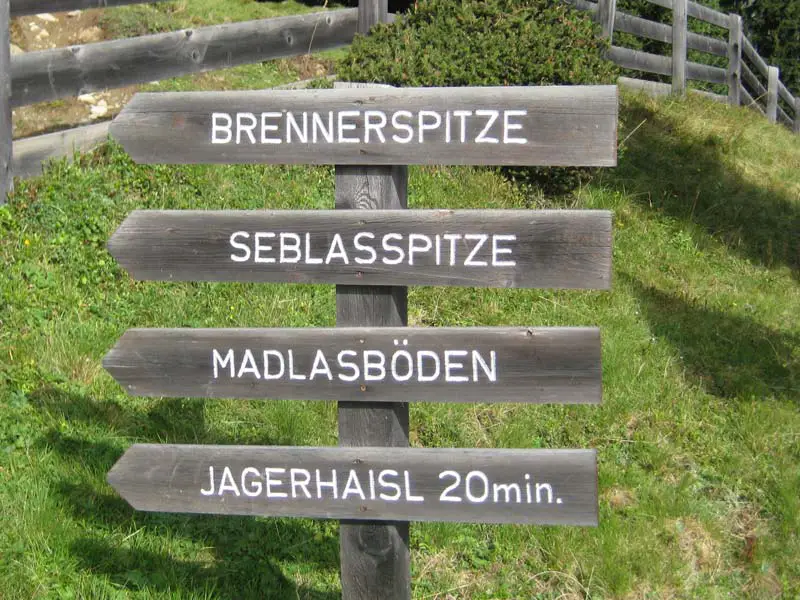 BRENNERSPITZE
SEBLASSPITZE
MADLASBÖDEN
JAGERHAISL 20min.